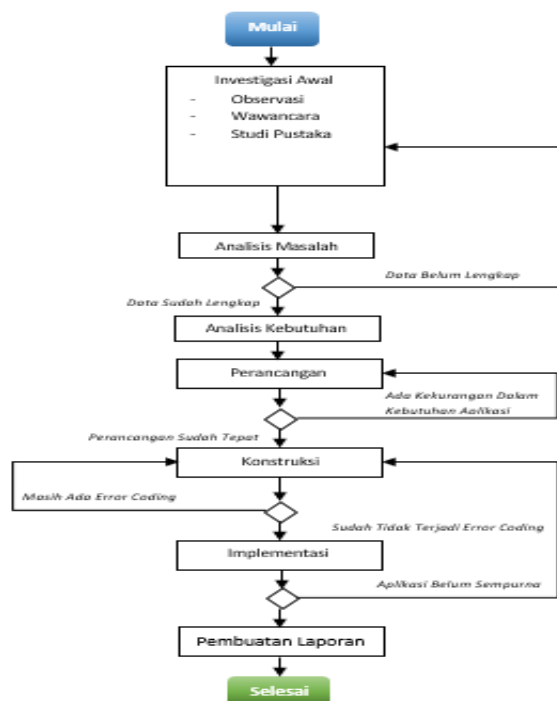 Mulai
Investigasi Awal
- Observasi
- Wawancara
- Studi Pustaka
Analisis Masalah
Data Belum Lengkap
Data Sudah Lengkap
Analisis Kebutuhan
Perancangan
Ada Kekurangan Dalam
Kebutuhan Aplikasi
Perancangan Sudah Tepat
Konstruksi
Masih Ada Error Coding
Sudah Tidak Terjadi Error Coding
Implementasi
Aplikasi Belum Sempurna
Pembuatan Laporan
Selesai